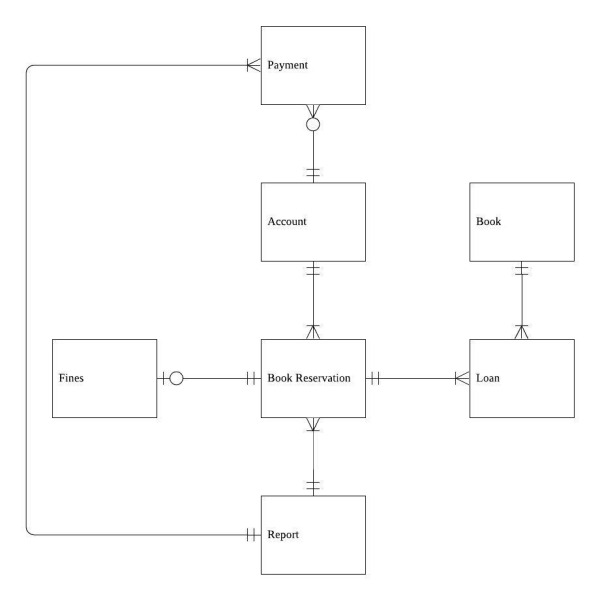 Payment
Account
Book
Fines
Book Reservation
Loan
Report